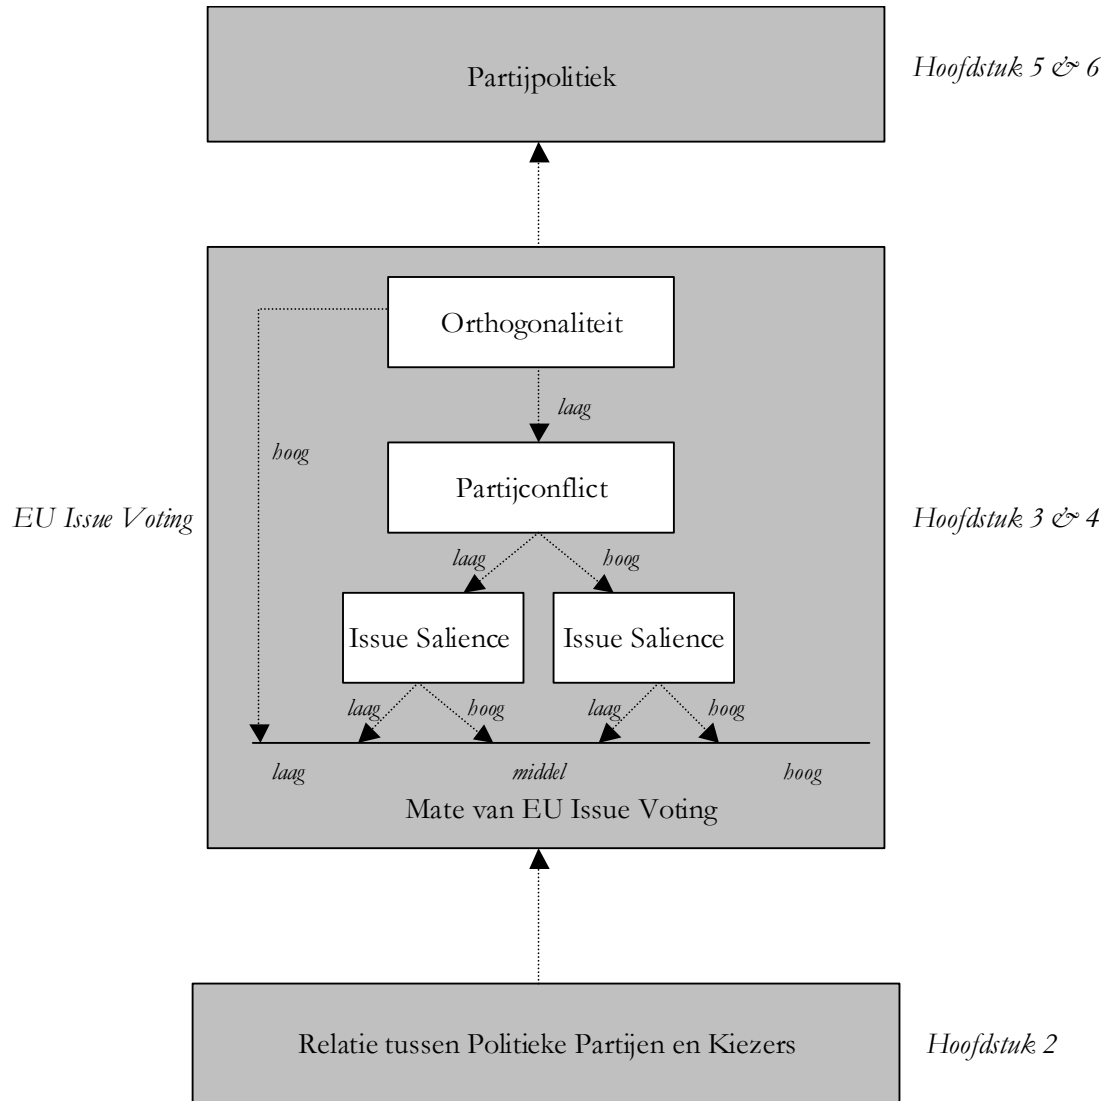 Partijpolitiek
Hoofdstuk 5 & 6
Orthogonaliteit
laag
hoog
Partijconflict
EU Issue Voting
Hoofdstuk 3 & 4
laag
hoog
Issue Salience
Issue Salience
laag
hoog
laag
hoog
laag
middel
hoog
Mate van EU Issue Voting
Relatie tussen Politieke Partijen en Kiezers
Hoofdstuk 2